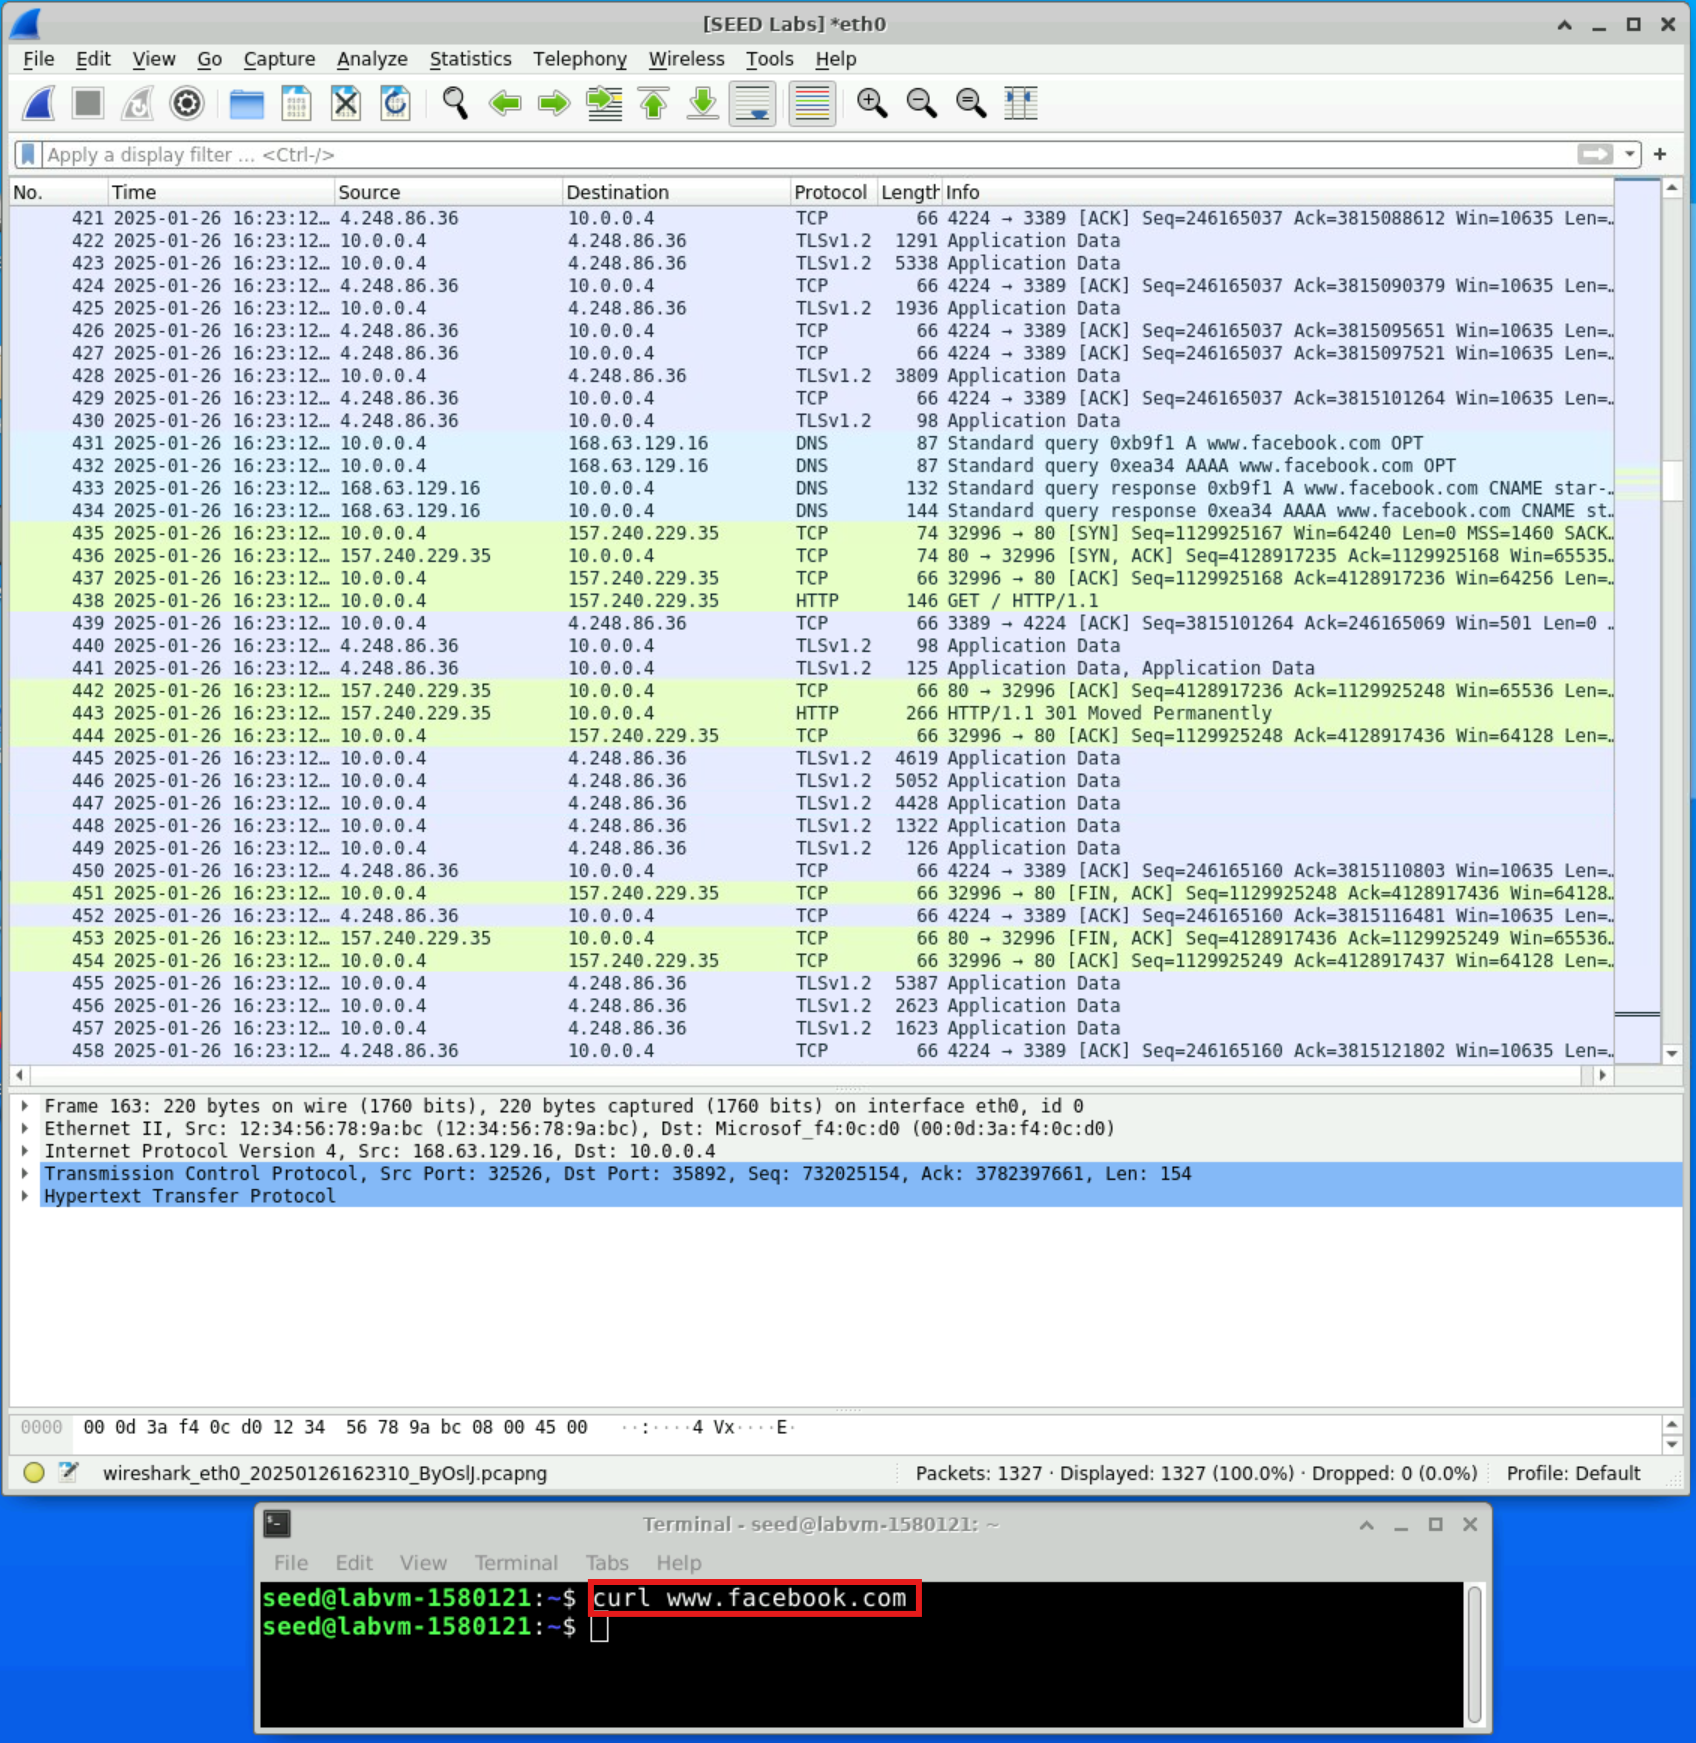 [SEED Labs] *eth0
File Edit View Go Capture Analyze Statistics Telephony Wireless Tools Help
Apply a display filter … <Ctrl-/>
No. Time Source Destination Protocol Length Info
421 2025-01-26 16:23:12… 4.248.86.36 10.0.0.4 TCP 66 4224 → 3389 [ACK] Seq=246165037 Ack=3815088612 Win=10635 Len=…
422 2025-01-26 16:23:12… 10.0.0.4 4.248.86.36 TLSv1.2 1291 Application Data
423 2025-01-26 16:23:12… 10.0.0.4 4.248.86.36 TLSv1.2 5338 Application Data
424 2025-01-26 16:23:12… 4.248.86.36 10.0.0.4 TCP 66 4224 → 3389 [ACK] Seq=246165037 Ack=3815090379 Win=10635 Len=…
425 2025-01-26 16:23:12… 10.0.0.4 4.248.86.36 TLSv1.2 1936 Application Data
426 2025-01-26 16:23:12… 4.248.86.36 10.0.0.4 TCP 66 4224 → 3389 [ACK] Seq=246165037 Ack=3815095651 Win=10635 Len=…
427 2025-01-26 16:23:12… 4.248.86.36 10.0.0.4 TCP 66 4224 → 3389 [ACK] Seq=246165037 Ack=3815097521 Win=10635 Len=…
428 2025-01-26 16:23:12… 10.0.0.4 4.248.86.36 TLSv1.2 3809 Application Data
429 2025-01-26 16:23:12… 4.248.86.36 10.0.0.4 TCP 66 4224 → 3389 [ACK] Seq=246165037 Ack=3815101264 Win=10635 Len=…
430 2025-01-26 16:23:12… 4.248.86.36 10.0.0.4 TLSv1.2 98 Application Data
431 2025-01-26 16:23:12… 10.0.0.4 168.63.129.16 DNS 87 Standard query 0xb9f1 A www.facebook.com OPT
432 2025-01-26 16:23:12… 10.0.0.4 168.63.129.16 DNS 87 Standard query 0xea34 AAAA www.facebook.com OPT
433 2025-01-26 16:23:12… 168.63.129.16 10.0.0.4 DNS 132 Standard query response 0xb9f1 A www.facebook.com CNAME star-…
434 2025-01-26 16:23:12… 168.63.129.16 10.0.0.4 DNS 144 Standard query response 0xea34 AAAA www.facebook.com CNAME st…
435 2025-01-26 16:23:12… 10.0.0.4 157.240.229.35 TCP 74 32996 → 80 [SYN] Seq=1129925167 Win=64240 Len=0 MSS=1460 SACK…
436 2025-01-26 16:23:12… 157.240.229.35 10.0.0.4 TCP 74 80 → 32996 [SYN, ACK] Seq=4128917235 Ack=1129925168 Win=65535…
437 2025-01-26 16:23:12… 10.0.0.4 157.240.229.35 TCP 66 32996 → 80 [ACK] Seq=1129925168 Ack=4128917236 Win=64256 Len=…
438 2025-01-26 16:23:12… 10.0.0.4 157.240.229.35 HTTP 146 GET / HTTP/1.1
439 2025-01-26 16:23:12… 10.0.0.4 4.248.86.36 TCP 66 3389 → 4224 [ACK] Seq=3815101264 Ack=246165069 Win=501 Len=0 …
440 2025-01-26 16:23:12… 4.248.86.36 10.0.0.4 TLSv1.2 98 Application Data
441 2025-01-26 16:23:12… 4.248.86.36 10.0.0.4 TLSv1.2 125 Application Data, Application Data
442 2025-01-26 16:23:12… 157.240.229.35 10.0.0.4 TCP 66 80 → 32996 [ACK] Seq=4128917236 Ack=1129925248 Win=65536 Len=…
443 2025-01-26 16:23:12… 157.240.229.35 10.0.0.4 HTTP 266 HTTP/1.1 301 Moved Permanently
444 2025-01-26 16:23:12… 10.0.0.4 157.240.229.35 TCP 66 32996 → 80 [ACK] Seq=1129925248 Ack=4128917436 Win=64128 Len=…
445 2025-01-26 16:23:12… 10.0.0.4 4.248.86.36 TLSv1.2 4619 Application Data
446 2025-01-26 16:23:12… 10.0.0.4 4.248.86.36 TLSv1.2 5052 Application Data
447 2025-01-26 16:23:12… 10.0.0.4 4.248.86.36 TLSv1.2 4428 Application Data
448 2025-01-26 16:23:12… 10.0.0.4 4.248.86.36 TLSv1.2 1322 Application Data
449 2025-01-26 16:23:12… 10.0.0.4 4.248.86.36 TLSv1.2 126 Application Data
450 2025-01-26 16:23:12… 4.248.86.36 10.0.0.4 TCP 66 4224 → 3389 [ACK] Seq=246165160 Ack=3815110803 Win=10635 Len=…
451 2025-01-26 16:23:12… 10.0.0.4 157.240.229.35 TCP 66 32996 → 80 [FIN, ACK] Seq=1129925248 Ack=4128917436 Win=64128…
452 2025-01-26 16:23:12… 4.248.86.36 10.0.0.4 TCP 66 4224 → 3389 [ACK] Seq=246165160 Ack=3815116481 Win=10635 Len=…
453 2025-01-26 16:23:12… 157.240.229.35 10.0.0.4 TCP 66 80 → 32996 [FIN, ACK] Seq=4128917436 Ack=1129925249 Win=65536…
454 2025-01-26 16:23:12… 10.0.0.4 157.240.229.35 TCP 66 32996 → 80 [ACK] Seq=1129925249 Ack=4128917437 Win=64128 Len=…
455 2025-01-26 16:23:12… 10.0.0.4 4.248.86.36 TLSv1.2 5387 Application Data
456 2025-01-26 16:23:12… 10.0.0.4 4.248.86.36 TLSv1.2 2623 Application Data
457 2025-01-26 16:23:12… 10.0.0.4 4.248.86.36 TLSv1.2 1623 Application Data
458 2025-01-26 16:23:12… 4.248.86.36 10.0.0.4 TCP 66 4224 → 3389 [ACK] Seq=246165160 Ack=3815121802 Win=10635 Len=…
Frame 163: 220 bytes on wire (1760 bits), 220 bytes captured (1760 bits) on interface eth0, id 0
Ethernet II, Src: 12:34:56:78:9a:bc (12:34:56:78:9a:bc), Dst: Microsof_f4:0c:d0 (00:0d:3a:f4:0c:d0)
Internet Protocol Version 4, Src: 168.63.129.16, Dst: 10.0.0.4
Transmission Control Protocol, Src Port: 32526, Dst Port: 35892, Seq: 732025154, Ack: 3782397661, Len: 154
Hypertext Transfer Protocol
0000 00 0d 3a f4 0c d0 12 34 56 78 9a bc 08 00 45 00 ··:····4 Vx····E·
wireshark_eth0_20250126162310_ByOslJ.pcapng Packets: 1327 · Displayed: 1327 (100.0%) · Dropped: 0 (0.0%) Profile: Default
Terminal - seed@labvm-1580121: ~
File Edit View Terminal Tabs Help
seed@labvm-1580121:~$ curl www.facebook.com
seed@labvm-1580121:~$